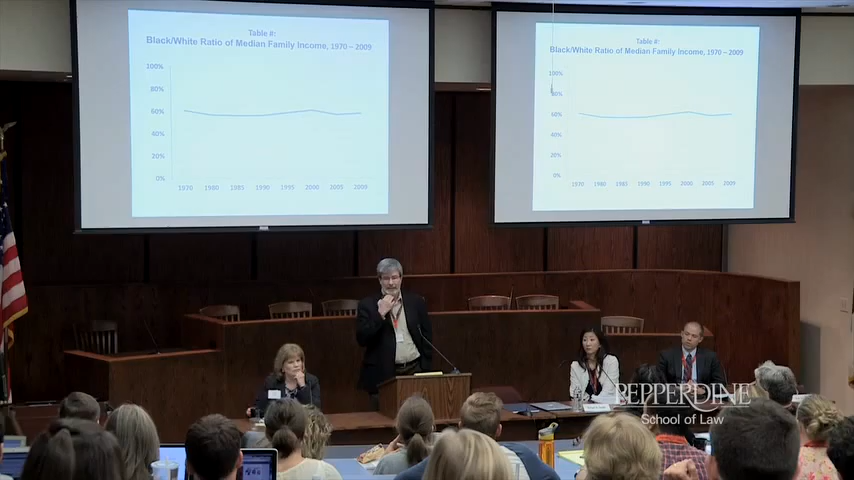 Table #:
Black/White Ratio of Median Family Income, 1970 – 2009
100%
80%
60%
40%
20%
0%
1970 1980 1985 1990 1995 2000 2005 2009
Table #:
Black/White Ratio of Median Family Income, 1970 – 2009
100%
80%
60%
40%
20%
0%
1970 1980 1985 1990 1995 2000 2005 2009
PEPPERDINE
School of Law